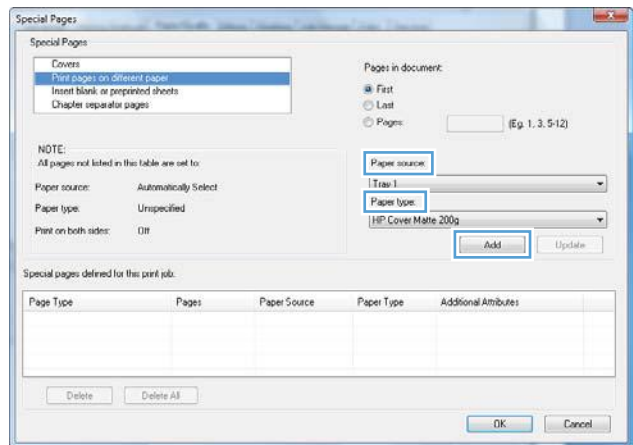 Special Pages
Special Pages
Covers
Print pages on different paper
Insert blank or preprinted sheets
Chapter separator pages
Pages in document:
First
Last
Pages:
(Eg. 1, 3, 5-12)
NOTE:
All pages not listed in this table are set to:
Paper source: Automatically Select
Paper type: Unspecified
Print on both sides: Off
Paper source:
Tray 1
Paper type:
HP Cover Matte 200g
Add Update
Special pages defined for this print job.
Page Type Pages Paper Source Paper Type Additional Attributes
Delete Delete All
OK Cancel